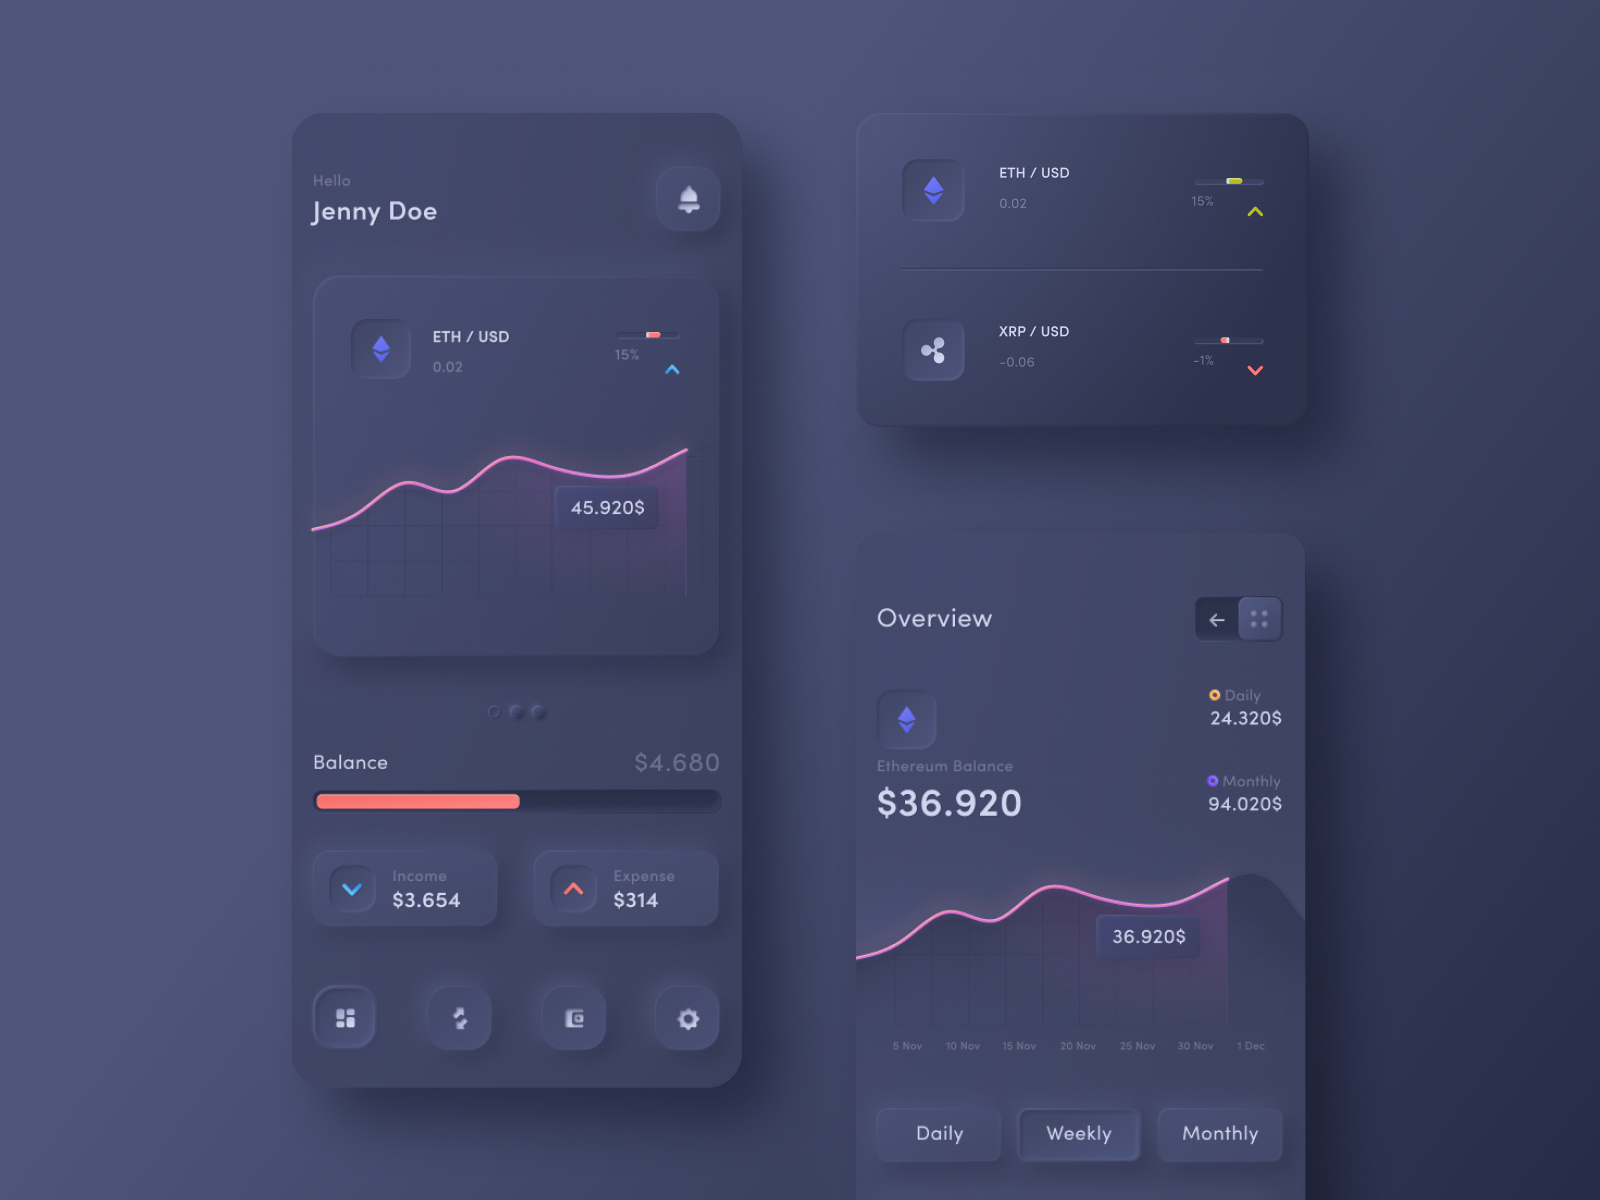 Hello
Jenny Doe
ETH / USD
0.02
15%
45.920$
Balance
$4.680
Income
$3.654
Expense
$314
ETH / USD
0.02
15%
XRP / USD
-0.06
-1%
Overview
Daily
24.320$
Ethereum Balance
$36.920
Monthly
94.020$
36.920$
5 Nov 10 Nov 15 Nov 20 Nov 25 Nov 30 Nov 1 Dec
Daily Weekly Monthly